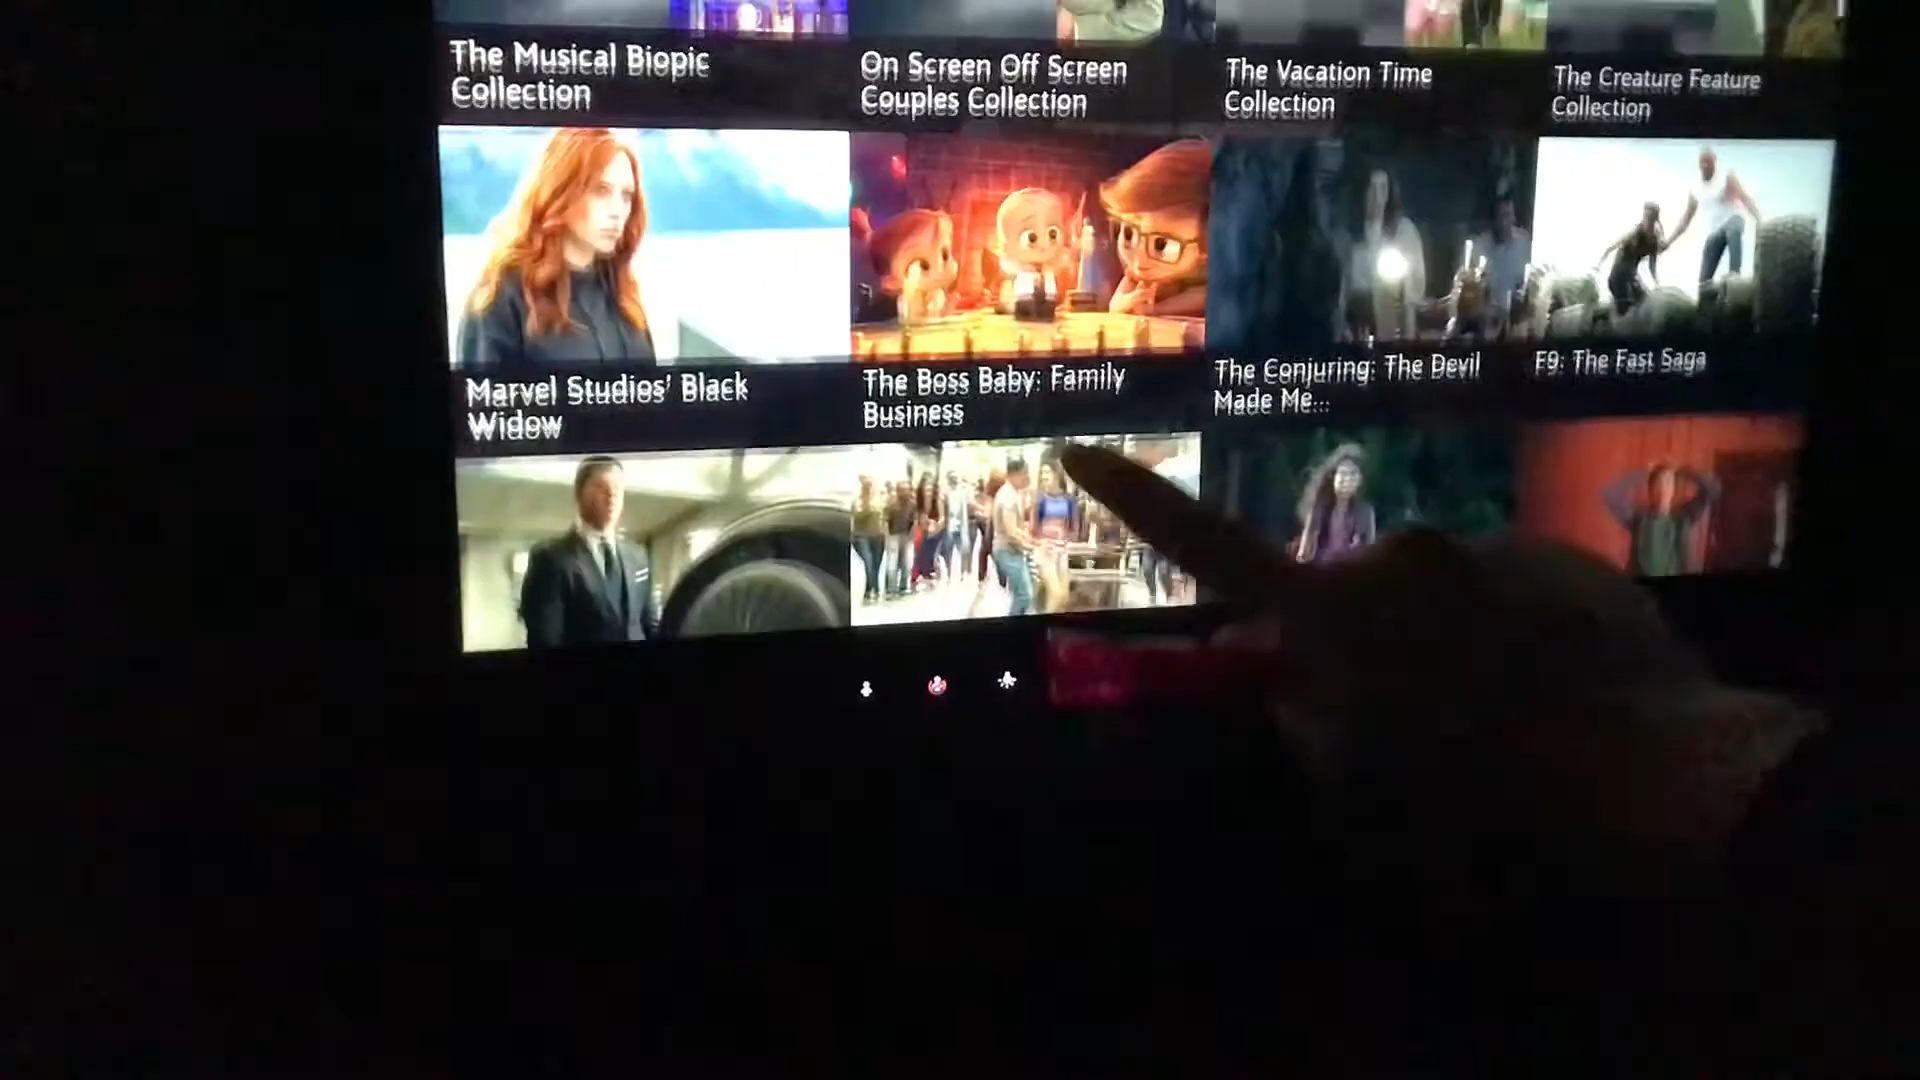 The Musical Biopic
Collection
On Screen Off Screen
Couples Collection
The Vacation Time
Collection
The Creature Feature
Collection
Marvel Studios' Black
Widow
The Boss Baby: Family
Business
The Conjuring: The Devil
Made Me...
F9: The Fast Saga